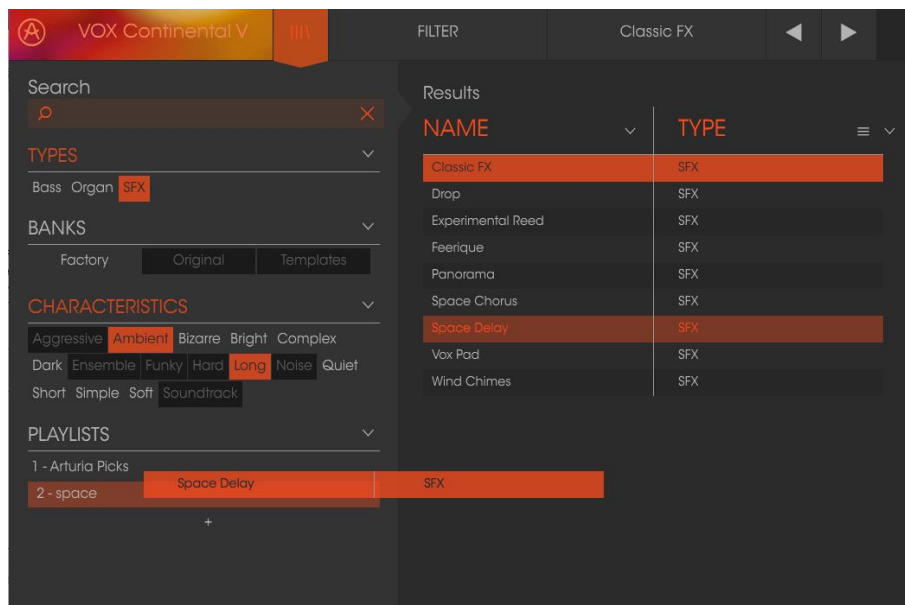 VOX Continental V FILTER Classic FX
Search
TYPES
Bass Organ SFX
BANKS
Factory Original Templates
CHARACTERISTICS
Aggressive Ambient Bizarre Bright Complex
Dark Ensemble Funky Hard Long Noise Quiet
Short Simple Soft Soundtrack
PLAYLISTS
1 - Arturia Picks
2 - space
+
Results
NAME TYPE
Classic FX SFX
Drop SFX
Experimental Reed SFX
Feerique SFX
Panorama SFX
Space Chorus SFX
Space Delay SFX
Vox Pad SFX
Wind Chimes SFX
Space Delay SFX